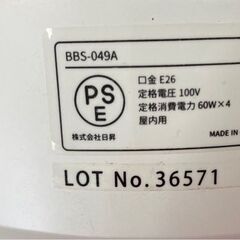 BBS-049A
PS
E
株式会社日昇
口金 E26
定格電圧 100V
定格消費電力 60W×4
屋内用
MADE IN
LOT No. 36571